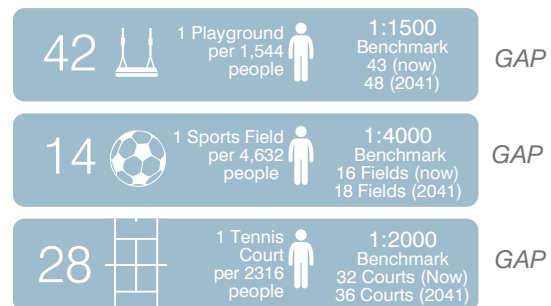 42
1 Playground
per 1,544
people
1:1500
Benchmark
43 (now)
48 (2041)
GAP
14
1 Sports Field
per 4,632
people
1:4000
Benchmark
16 Fields (now)
18 Fields (2041)
GAP
28
1 Tennis
Court
per 2316
people
1:2000
Benchmark
32 Courts (Now)
36 Courts (2041)
GAP